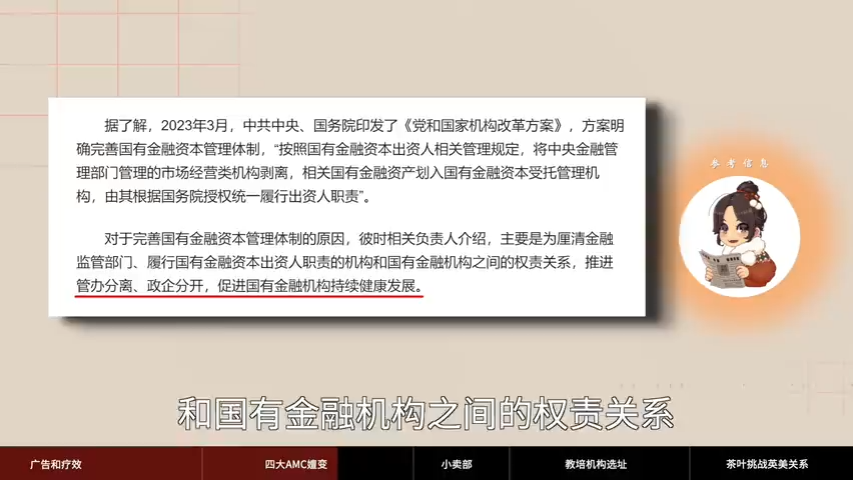 据了解，2023年3月，中共中央、国务院印发了《党和国家机构改革方案》，方案明
确完善国有金融资本管理体制，“按照国有金融资本出资人相关管理规定，将中央金融管
理部门管理的市场经营类机构剥离，相关国有金融资产划入国有金融资本受托管理机
构，由其根据国务院授权统一履行出资人职责”。
对于完善国有金融资本管理体制的原因，彼时相关负责人介绍，主要是为厘清金融
监管部门、履行国有金融资本出资人职责的机构和国有金融机构之间的权责关系，推进
管办分离、政企分开，促进国有金融机构持续健康发展。
参考信息
和国有金融机构之间的权责关系
广告和疗效
四大AMC嬗变
小卖部
教培机构选址
茶叶挑战英美关系